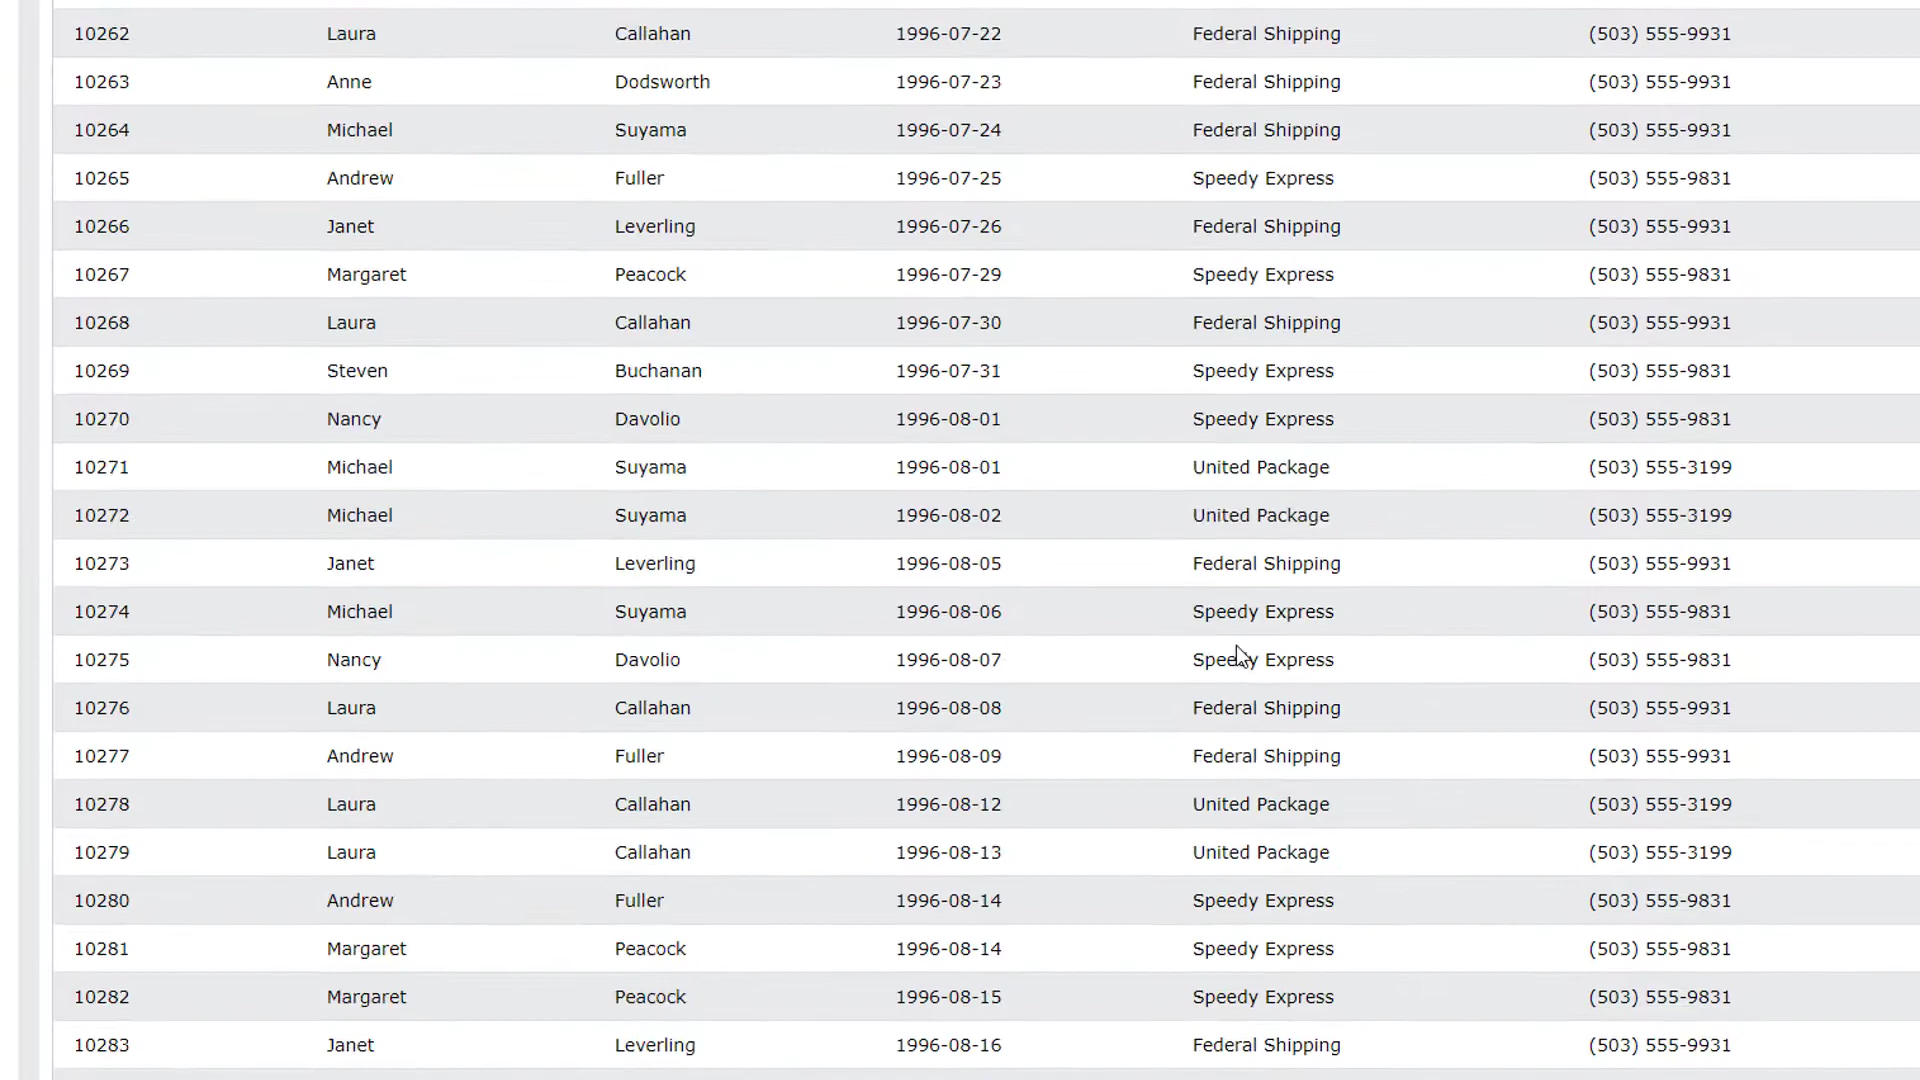 10262 Laura Callahan 1996-07-22 Federal Shipping (503) 555-9931
10263 Anne Dodsworth 1996-07-23 Federal Shipping (503) 555-9931
10264 Michael Suyama 1996-07-24 Federal Shipping (503) 555-9931
10265 Andrew Fuller 1996-07-25 Speedy Express (503) 555-9831
10266 Janet Leverling 1996-07-26 Federal Shipping (503) 555-9931
10267 Margaret Peacock 1996-07-29 Speedy Express (503) 555-9831
10268 Laura Callahan 1996-07-30 Federal Shipping (503) 555-9931
10269 Steven Buchanan 1996-07-31 Speedy Express (503) 555-9831
10270 Nancy Davolio 1996-08-01 Speedy Express (503) 555-9831
10271 Michael Suyama 1996-08-01 United Package (503) 555-3199
10272 Michael Suyama 1996-08-02 United Package (503) 555-3199
10273 Janet Leverling 1996-08-05 Federal Shipping (503) 555-9931
10274 Michael Suyama 1996-08-06 Speedy Express (503) 555-9831
10275 Nancy Davolio 1996-08-07 Speedy Express (503) 555-9831
10276 Laura Callahan 1996-08-08 Federal Shipping (503) 555-9931
10277 Andrew Fuller 1996-08-09 Federal Shipping (503) 555-9931
10278 Laura Callahan 1996-08-12 United Package (503) 555-3199
10279 Laura Callahan 1996-08-13 United Package (503) 555-3199
10280 Andrew Fuller 1996-08-14 Speedy Express (503) 555-9831
10281 Margaret Peacock 1996-08-14 Speedy Express (503) 555-9831
10282 Margaret Peacock 1996-08-15 Speedy Express (503) 555-9831
10283 Janet Leverling 1996-08-16 Federal Shipping (503) 555-9931